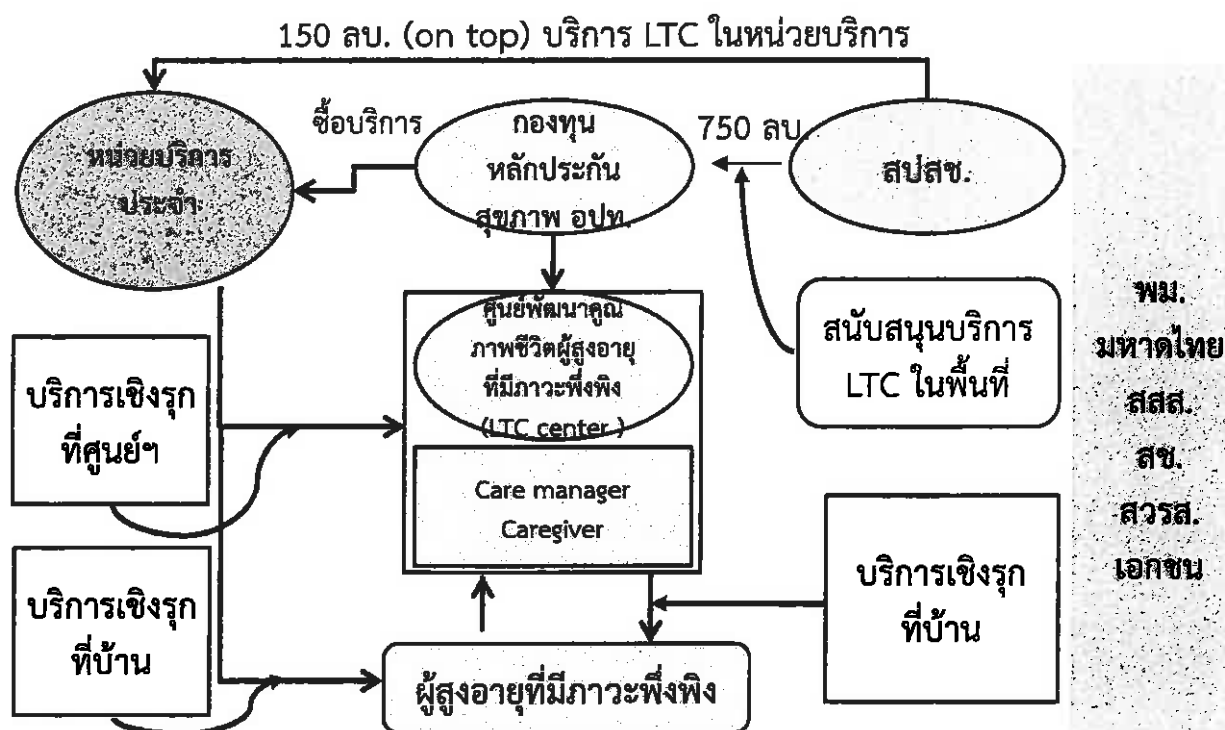 150 ลบ. (on top) บริการ LTC ในหน่วยบริการ
หน่วยบริการ
ประจำ
ซื้อบริการ
กองทุน
หลักประกัน
สุขภาพ อปท.
750 ลบ.
สปสช.
สนับสนุนบริการ
LTC ในพื้นที่
พม.
มหาดไทย
สสส.
สช.
สวรส.
เอกชน
ศูนย์พัฒนาคุณ
ภาพชีวิตผู้สูงอายุ
ที่มีภาวะพึ่งพิง
(LTC center )
Care manager
Caregiver
บริการเชิงรุก
ที่ศูนย์ฯ
บริการเชิงรุก
ที่บ้าน
บริการเชิงรุก
ที่บ้าน
ผู้สูงอายุที่มีภาวะพึ่งพิง